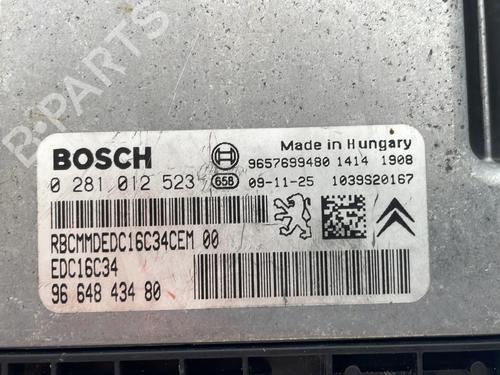 BOSCH
Made in Hungary
9657699480 1414 1908
0 281 012 523 658 09-11-25 1039S20167
RBCMMDEDC16C34CEM 00
EDC16C34
96 648 434 80
B-PARTS